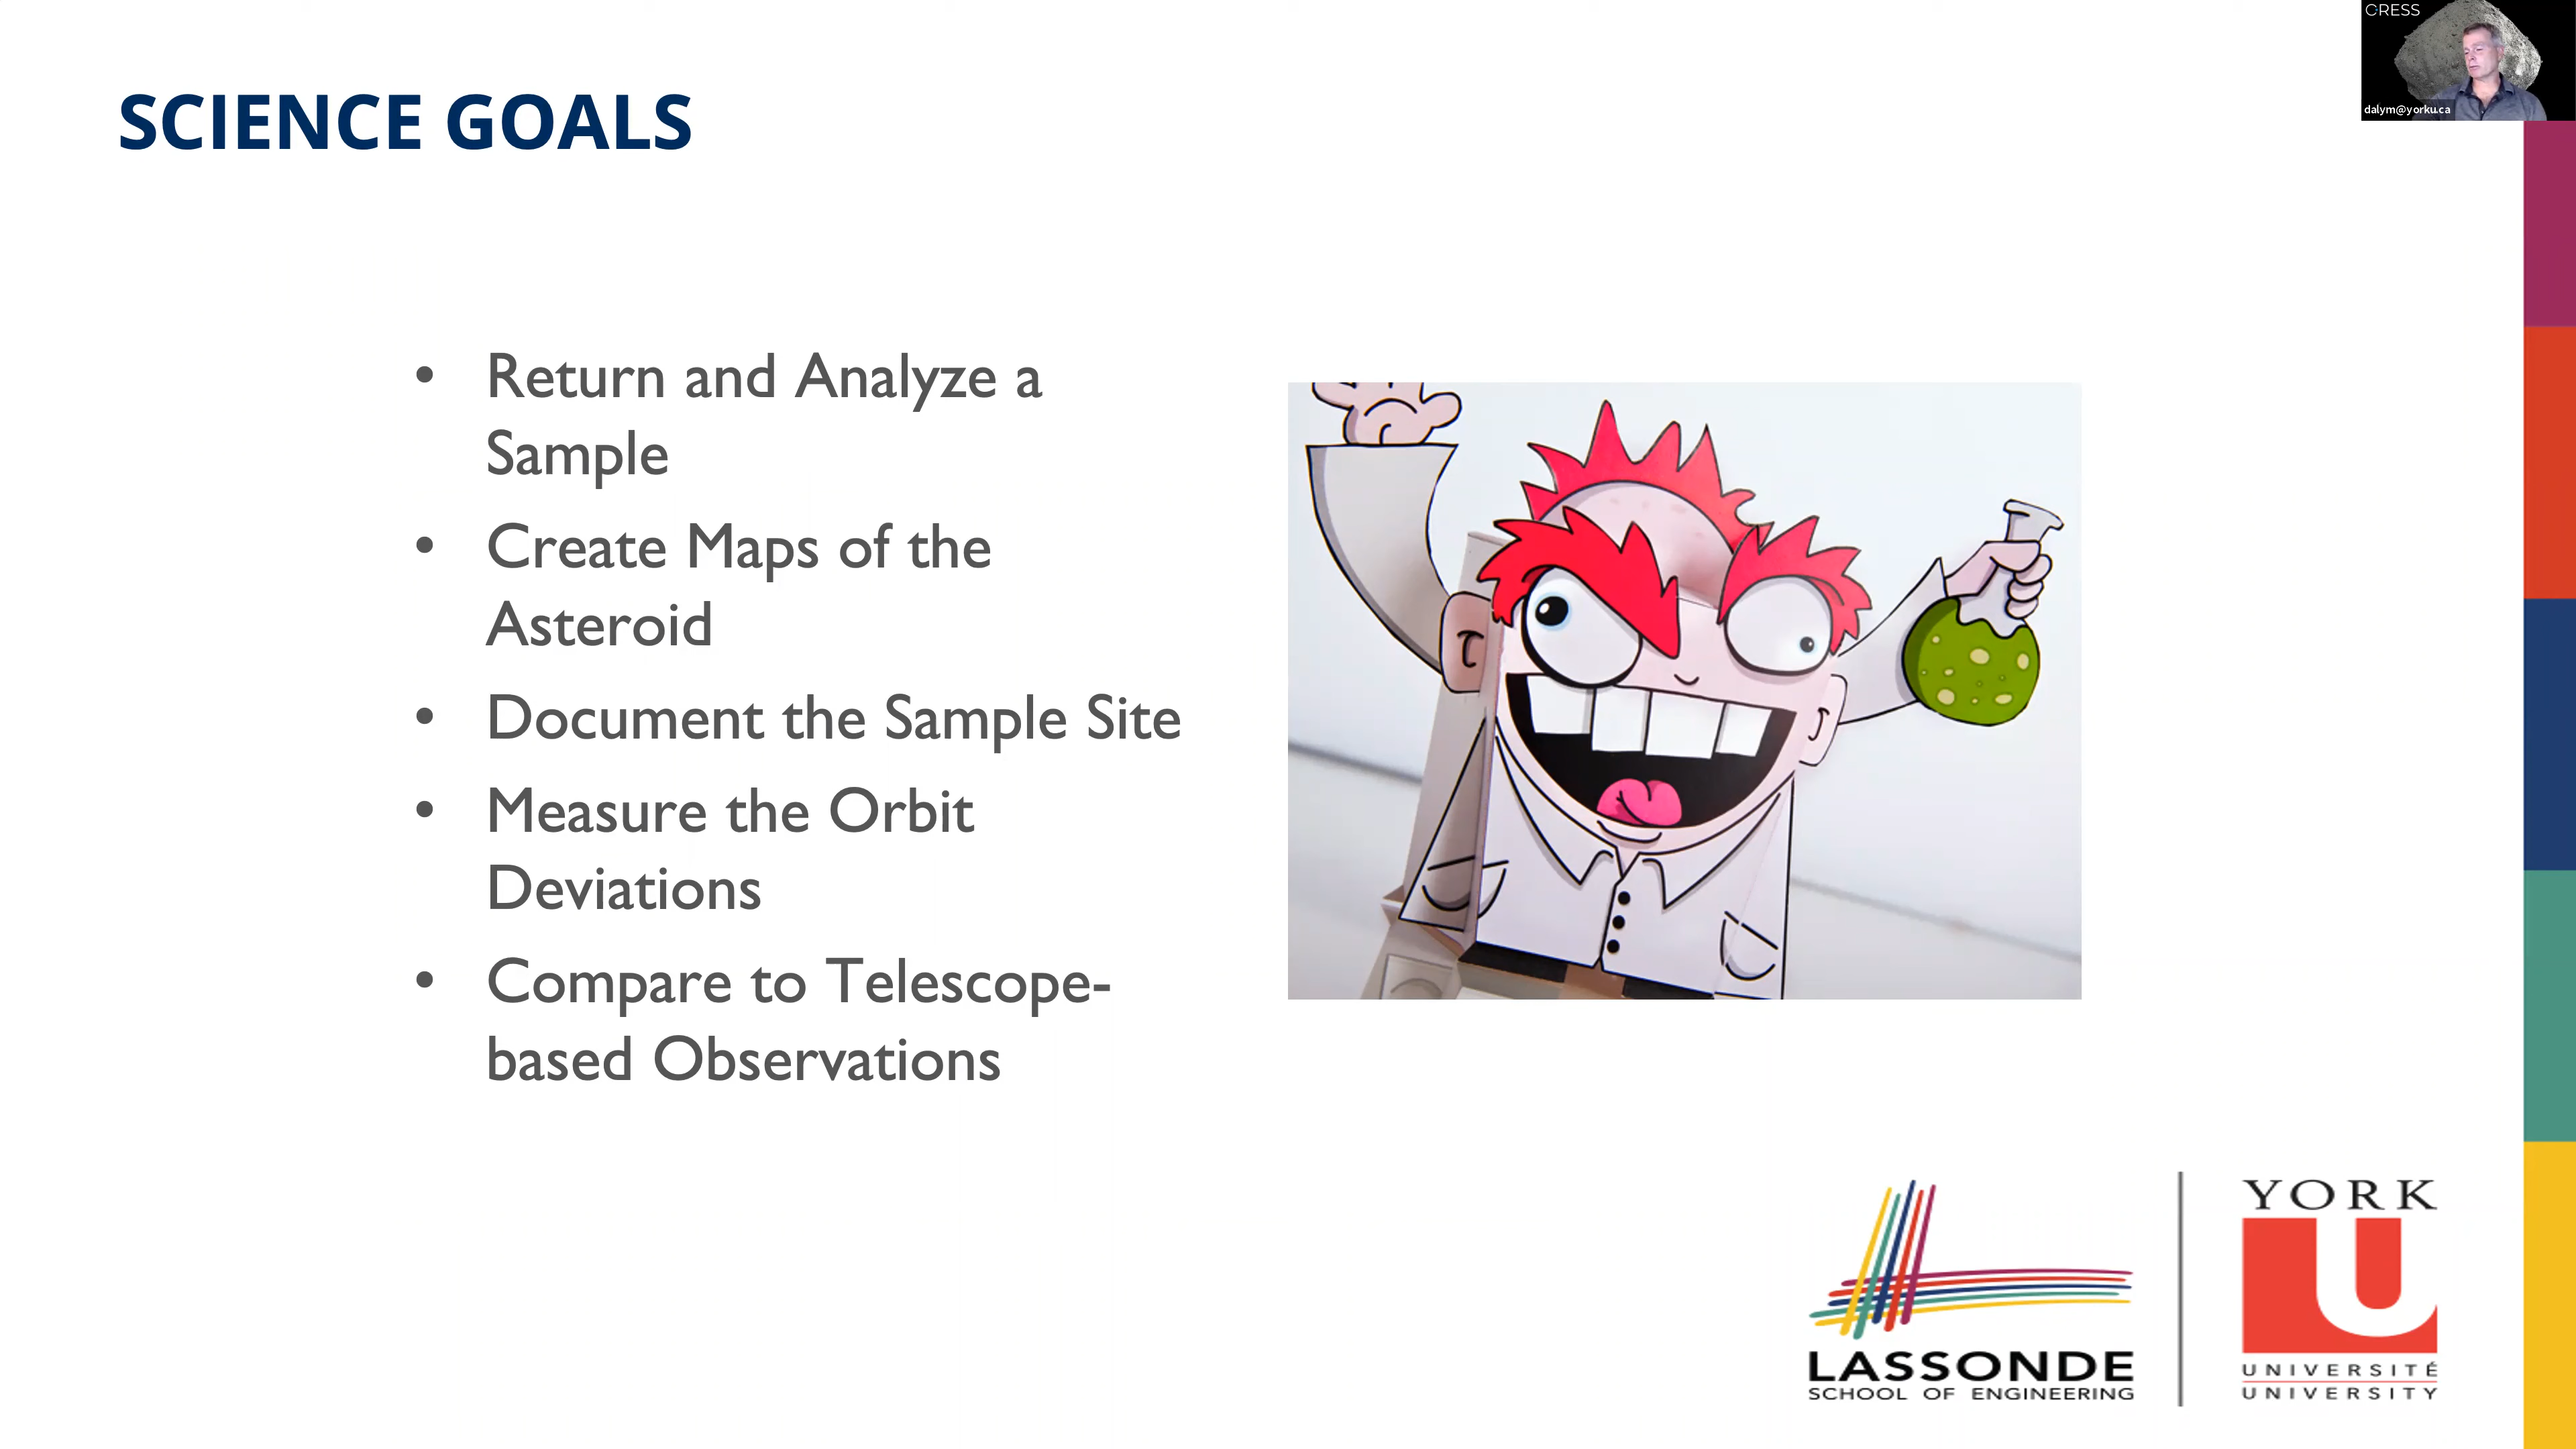 CRESS
dalym@yorku.ca
SCIENCE GOALS
• Return and Analyze a
Sample
• Create Maps of the
Asteroid
• Document the Sample Site
• Measure the Orbit
Deviations
• Compare to Telescope-
based Observations
LASSONDE
SCHOOL OF ENGINEERING
YORK
U
UNIVERSITÉ
UNIVERSITY